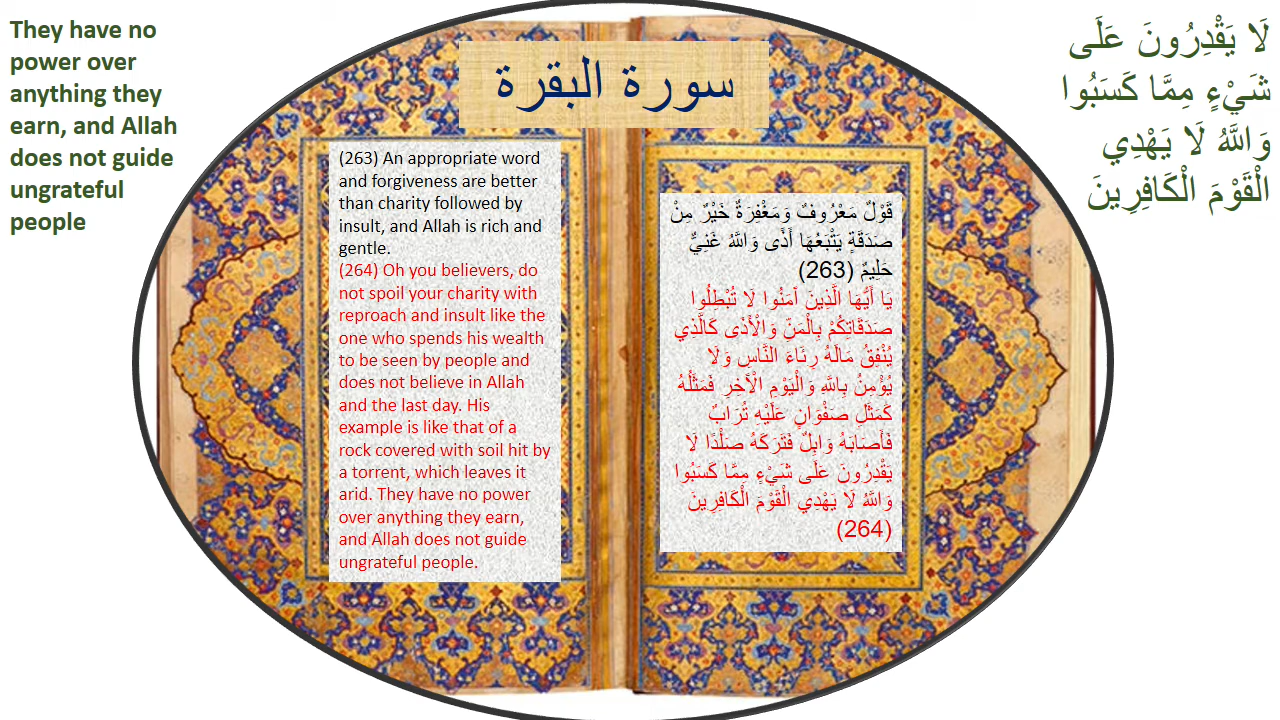 They have no
power over
anything they
earn, and Allah
does not guide
ungrateful
people
سورة البقرة
لَا يَقْدِرُونَ عَلَى
شَيْءٍ مِمَّا كَسَبُوا
وَاللَّهُ لَا يَهْدِي
الْقَوْمَ الْكَافِرِينَ
(263) An appropriate word
and forgiveness are better
than charity followed by
insult, and Allah is rich and
gentle.
(264) Oh you believers, do
not spoil your charity with
reproach and insult like the
one who spends his wealth
to be seen by people and
does not believe in Allah
and the last day. His
example is like that of a
rock covered with soil hit by
a torrent, which leaves it
arid. They have no power
over anything they earn,
and Allah does not guide
ungrateful people.
قَوْلٌ مَعْرُوفٌ وَمَغْفِرَةٌ خَيْرٌ مِنْ
صَدَقَةٍ يَتْبَعُهَا أَذًى وَاللَّهُ غَنِيٌّ
حَلِيمٌ (263)
يَا أَيُّهَا الَّذِينَ آمَنُوا لَا تُبْطِلُوا
صَدَقَاتِكُمْ بِالْمَنِّ وَالْأَذَى كَالَّذِي
يُنْفِقُ مَالَهُ رِئَاءَ النَّاسِ وَلَا
يُؤْمِنُ بِاللَّهِ وَالْيَوْمِ الْآخِرِ فَمَثَلُهُ
كَمَثَلِ صَفْوَانٍ عَلَيْهِ تُرَابٌ
فَأَصَابَهُ وَابِلٌ فَتَرَكَهُ صَلْدًا لَا
يَقْدِرُونَ عَلَى شَيْءٍ مِمَّا كَسَبُوا
وَاللَّهُ لَا يَهْدِي الْقَوْمَ الْكَافِرِينَ
(264)